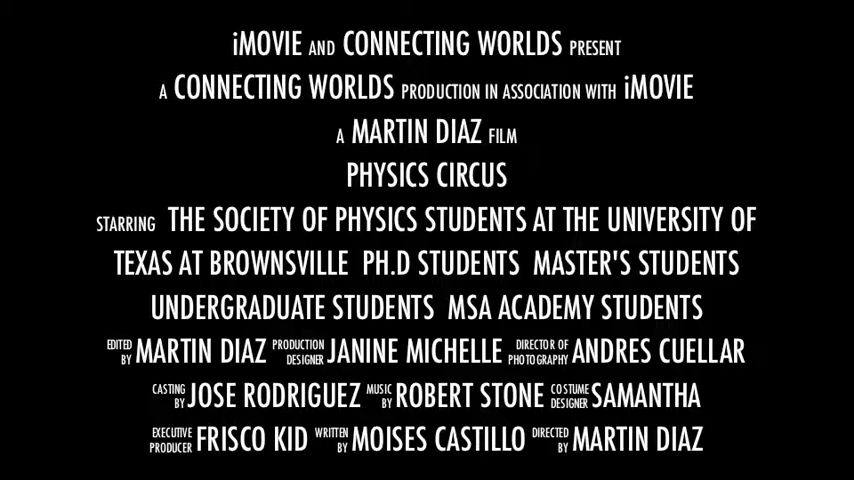 iMOVIE AND CONNECTING WORLDS PRESENT
A CONNECTING WORLDS PRODUCTION IN ASSOCIATION WITH iMOVIE
A MARTIN DIAZ FILM
PHYSICS CIRCUS
STARRING THE SOCIETY OF PHYSICS STUDENTS AT THE UNIVERSITY OF
TEXAS AT BROWNSVILLE PH.D STUDENTS MASTER'S STUDENTS
UNDERGRADUATE STUDENTS MSA ACADEMY STUDENTS
EDITED BY MARTIN DIAZ PRODUCTION DESIGNER JANINE MICHELLE DIRECTOR OF PHOTOGRAPHY ANDRES CUELLAR
CASTING BY JOSE RODRIGUEZ MUSIC BY ROBERT STONE COSTUME DESIGNER SAMANTHA
EXECUTIVE PRODUCER FRISCO KID WRITTEN BY MOISES CASTILLO DIRECTED BY MARTIN DIAZ